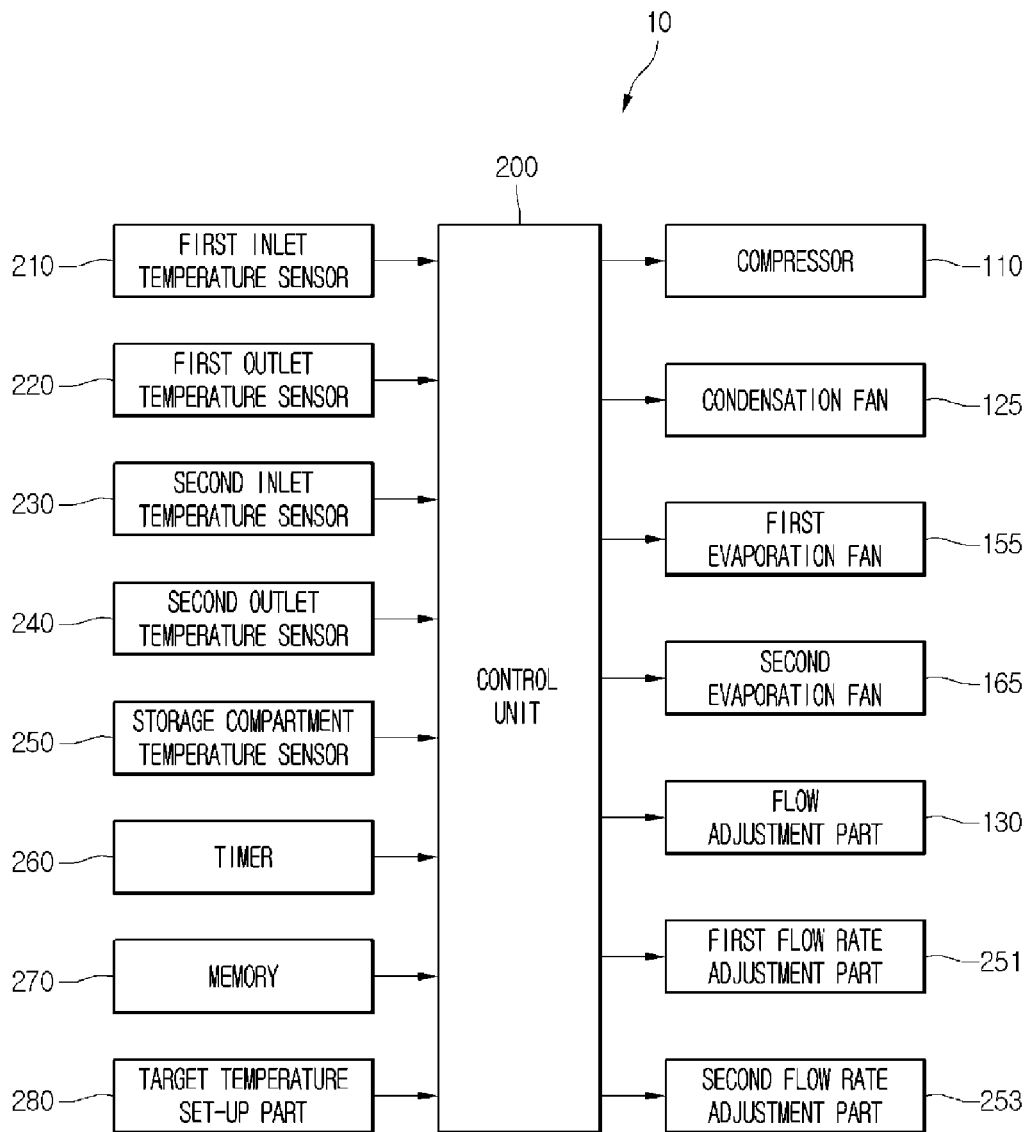 10
200
210
FIRST INLET
TEMPERATURE SENSOR
220
FIRST OUTLET
TEMPERATURE SENSOR
230
SECOND INLET
TEMPERATURE SENSOR
240
SECOND OUTLET
TEMPERATURE SENSOR
250
STORAGE COMPARTMENT
TEMPERATURE SENSOR
260
TIMER
270
MEMORY
280
TARGET TEMPERATURE
SET-UP PART
CONTROL
UNIT
COMPRESSOR
110
CONDENSATION FAN
125
FIRST
EVAPORATION FAN
155
SECOND
EVAPORATION FAN
165
FLOW
ADJUSTMENT PART
130
FIRST FLOW RATE
ADJUSTMENT PART
251
SECOND FLOW RATE
ADJUSTMENT PART
253